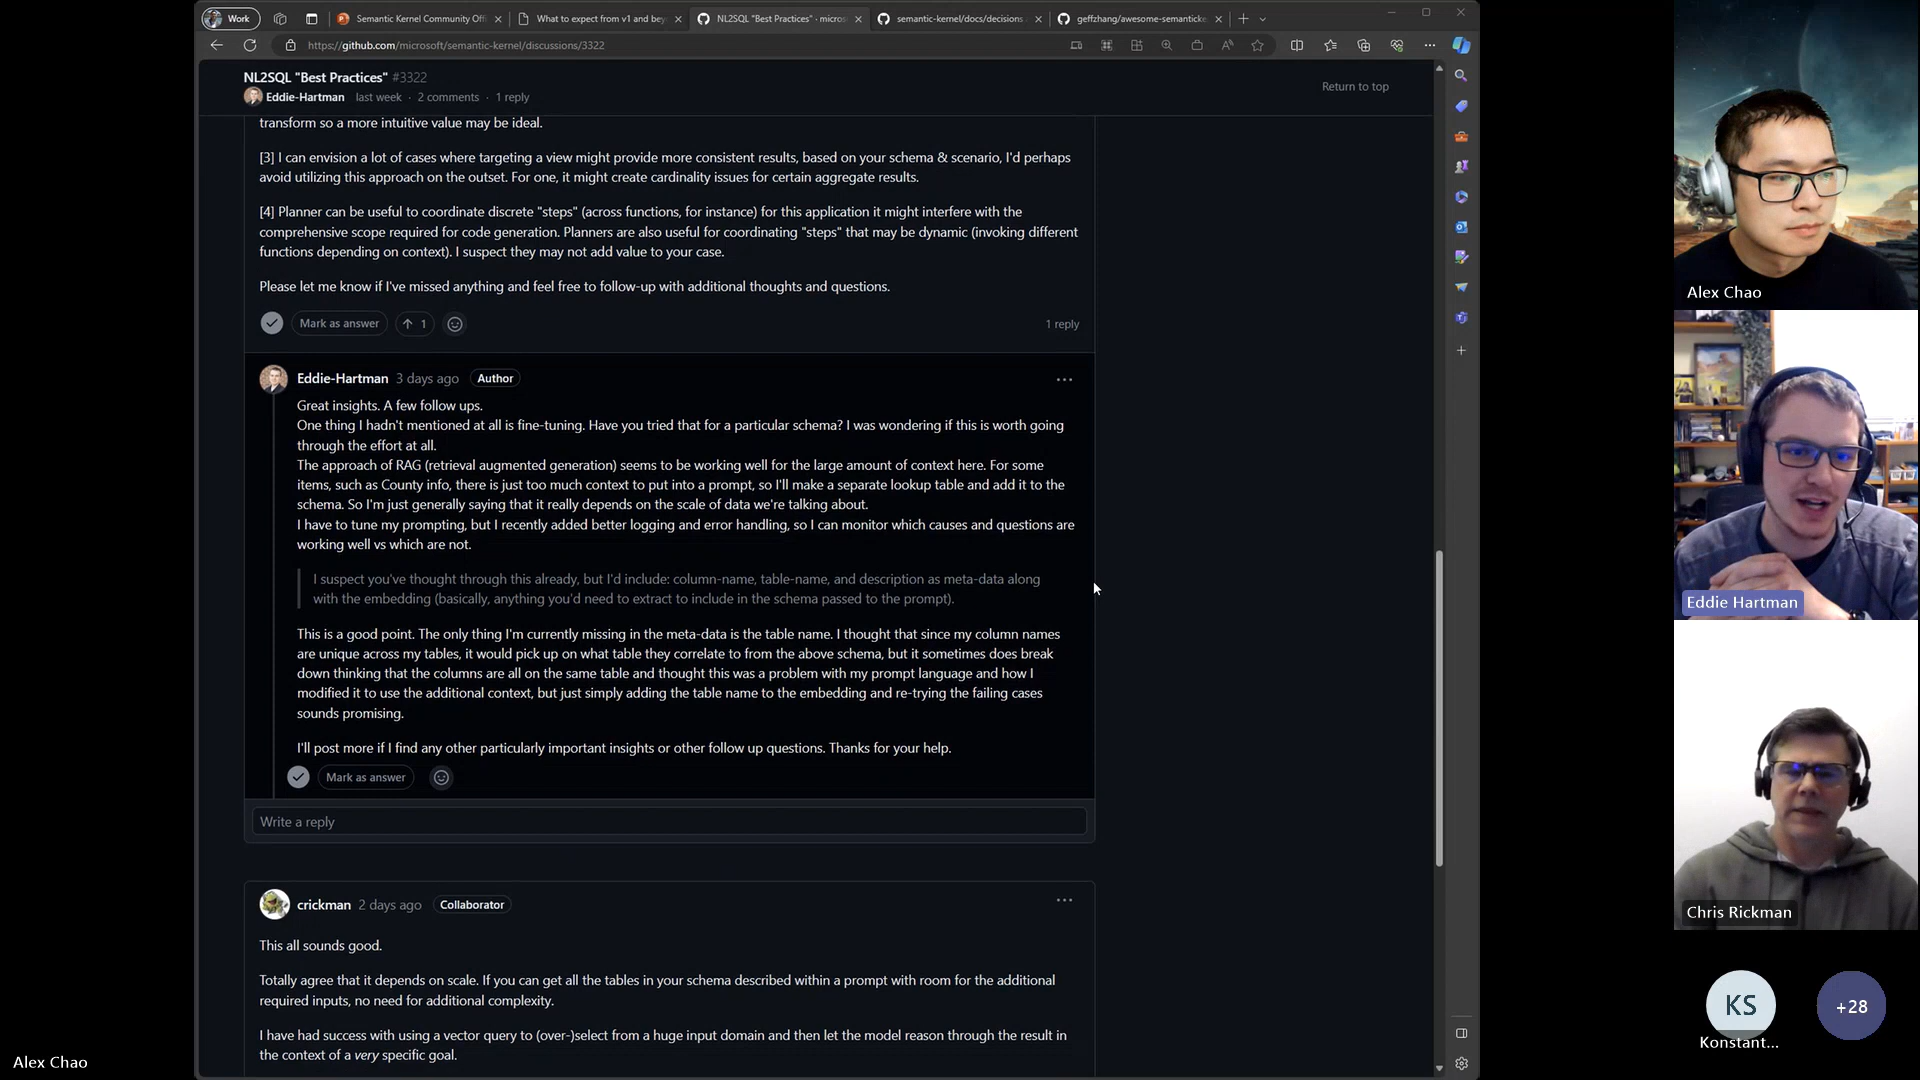 Work
Semantic Kernel Community Offi
What to expect from v1 and bey
NL2SQL "Best Practices" · micros
semantic-kernel/docs/decisions
geffzhang/awesome-semantickе
https://github.com/microsoft/semantic-kernel/discussions/3322
NL2SQL "Best Practices" #3322
Eddie-Hartman last week · 2 comments · 1 reply
Return to top
transform so a more intuitive value may be ideal.
[3] I can envision a lot of cases where targeting a view might provide more consistent results, based on your schema & scenario, I'd perhaps
avoid utilizing this approach on the outset. For one, it might create cardinality issues for certain aggregate results.
[4] Planner can be useful to coordinate discrete "steps" (across functions, for instance) for this application it might interfere with the
comprehensive scope required for code generation. Planners are also useful for coordinating "steps" that may be dynamic (invoking different
functions depending on context). I suspect they may not add value to your case.
Please let me know if I've missed anything and feel free to follow-up with additional thoughts and questions.
Mark as answer
1
1 reply
Eddie-Hartman 3 days ago Author
Great insights. A few follow ups.
One thing I hadn't mentioned at all is fine-tuning. Have you tried that for a particular schema? I was wondering if this is worth going
through the effort at all.
The approach of RAG (retrieval augmented generation) seems to be working well for the large amount of context here. For some
items, such as County info, there is just too much context to put into a prompt, so I'll make a separate lookup table and add it to the
schema. So I'm just generally saying that it really depends on the scale of data we're talking about.
I have to tune my prompting, but I recently added better logging and error handling, so I can monitor which causes and questions are
working well vs which are not.
I suspect you've thought through this already, but I'd include: column-name, table-name, and description as meta-data along
with the embedding (basically, anything you'd need to extract to include in the schema passed to the prompt).
This is a good point. The only thing I'm currently missing in the meta-data is the table name. I thought that since my column names
are unique across my tables, it would pick up on what table they correlate to from the above schema, but it sometimes does break
down thinking that the columns are all on the same table and thought this was a problem with my prompt language and how I
modified it to use the additional context, but just simply adding the table name to the embedding and re-trying the failing cases
sounds promising.
I'll post more if I find any other particularly important insights or other follow up questions. Thanks for your help.
Mark as answer
Write a reply
crickman 2 days ago Collaborator
This all sounds good.
Totally agree that it depends on scale. If you can get all the tables in your schema described within a prompt with room for the additional
required inputs, no need for additional complexity.
I have had success with using a vector query to (over-)select from a huge input domain and then let the model reason through the result in
the context of a very specific goal.
Alex Chao
Alex Chao
Eddie Hartman
Chris Rickman
KS
+28
Konstant...